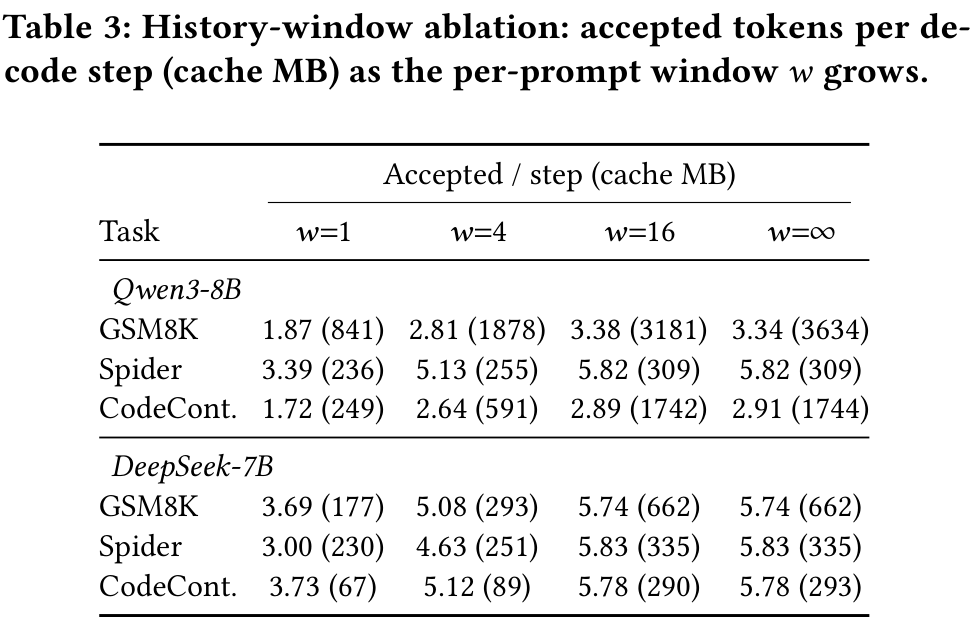 Table 3: History-window ablation: accepted tokens per de-
code step (cache MB) as the per-prompt window w grows.
Accepted / step (cache MB)
Task w=1 w=4 w=16 w=∞
Qwen3-8B
GSM8K 1.87 (841) 2.81 (1878) 3.38 (3181) 3.34 (3634)
Spider 3.39 (236) 5.13 (255) 5.82 (309) 5.82 (309)
CodeCont. 1.72 (249) 2.64 (591) 2.89 (1742) 2.91 (1744)
DeepSeek-7B
GSM8K 3.69 (177) 5.08 (293) 5.74 (662) 5.74 (662)
Spider 3.00 (230) 4.63 (251) 5.83 (335) 5.83 (335)
CodeCont. 3.73 (67) 5.12 (89) 5.78 (290) 5.78 (293)